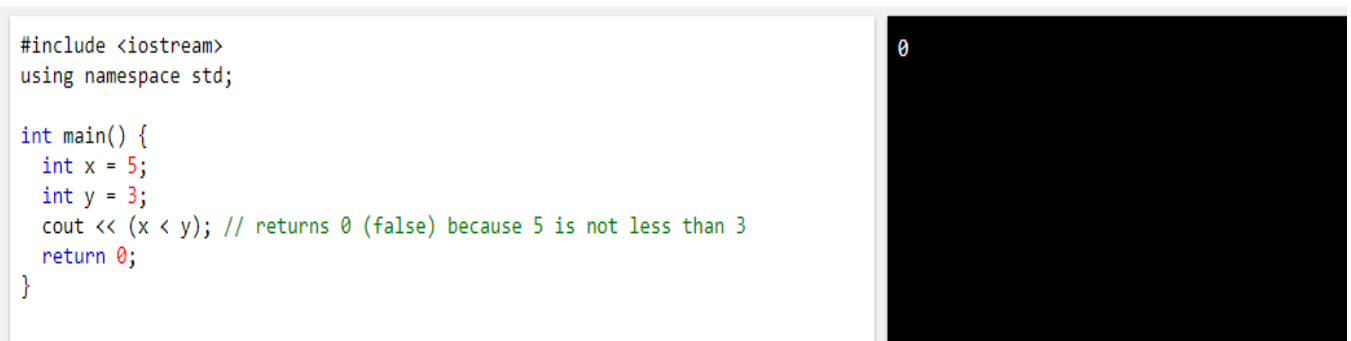 #include <iostream>
using namespace std;

int main() {
  int x = 5;
  int y = 3;
  cout << (x < y); // returns 0 (false) because 5 is not less than 3
  return 0;
}
0